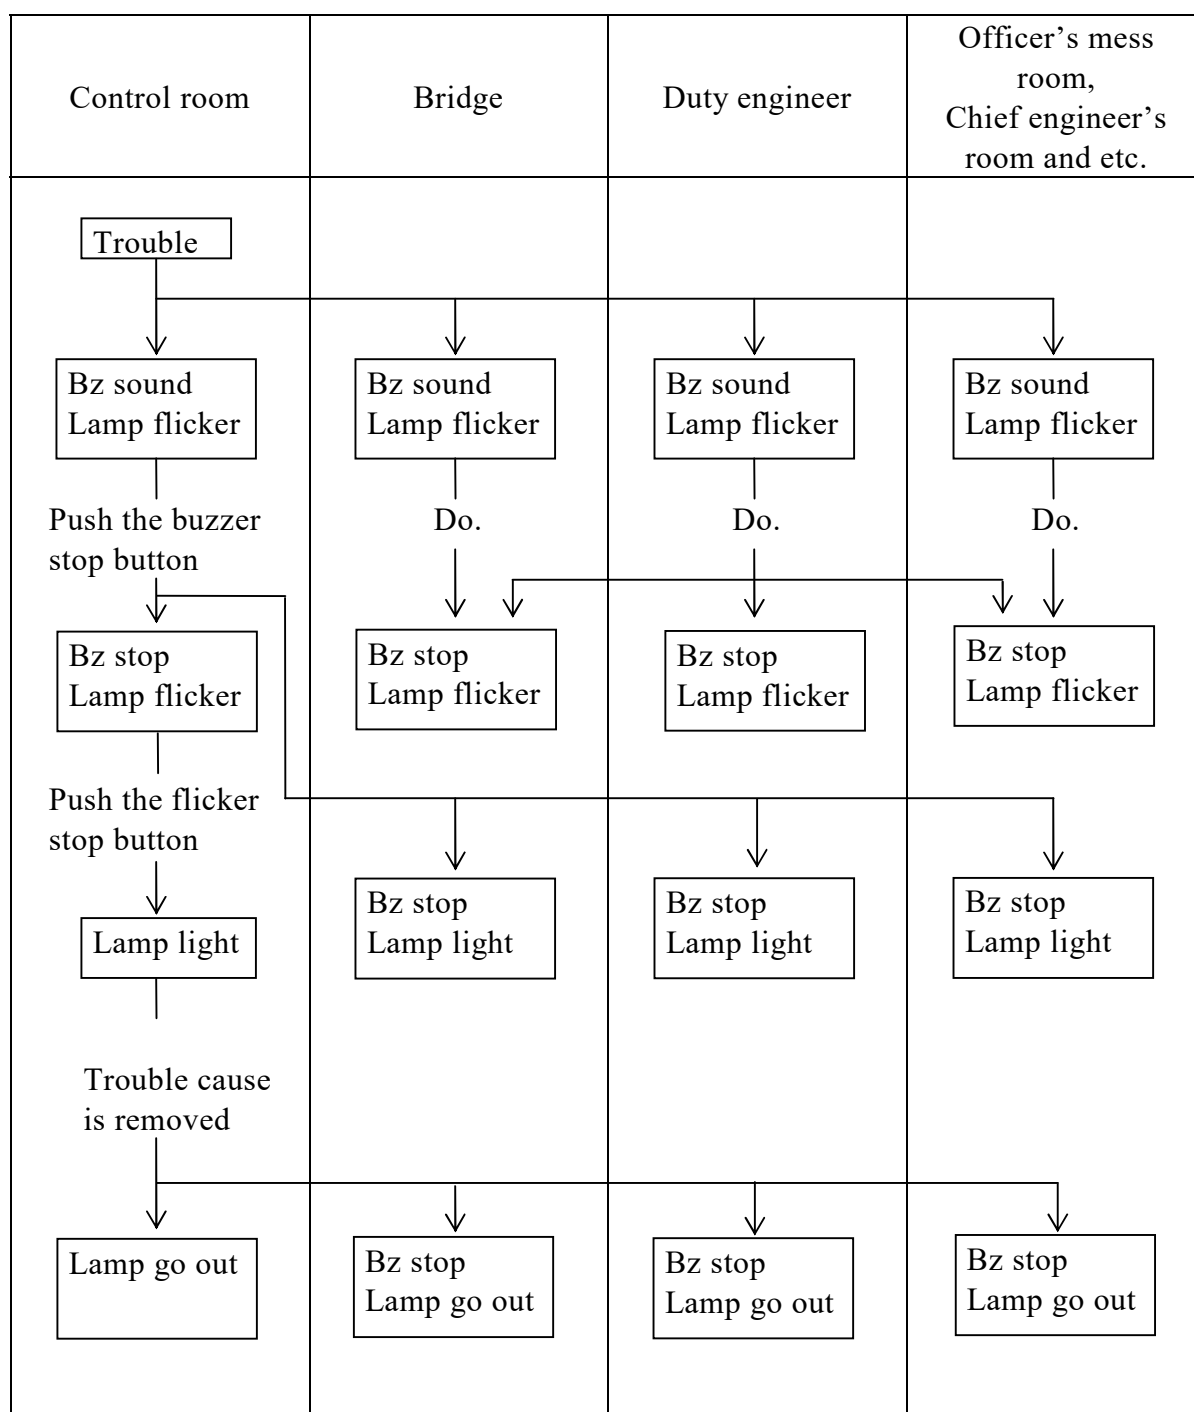 Control room
Bridge
Duty engineer
Officer’s mess
room,
Chief engineer’s
room and etc.
Trouble
Bz sound
Lamp flicker
Bz sound
Lamp flicker
Bz sound
Lamp flicker
Bz sound
Lamp flicker
Push the buzzer
stop button
Do.
Do.
Do.
Bz stop
Lamp flicker
Bz stop
Lamp flicker
Bz stop
Lamp flicker
Bz stop
Lamp flicker
Push the flicker
stop button
Lamp light
Bz stop
Lamp light
Bz stop
Lamp light
Bz stop
Lamp light
Trouble cause
is removed
Lamp go out
Bz stop
Lamp go out
Bz stop
Lamp go out
Bz stop
Lamp go out